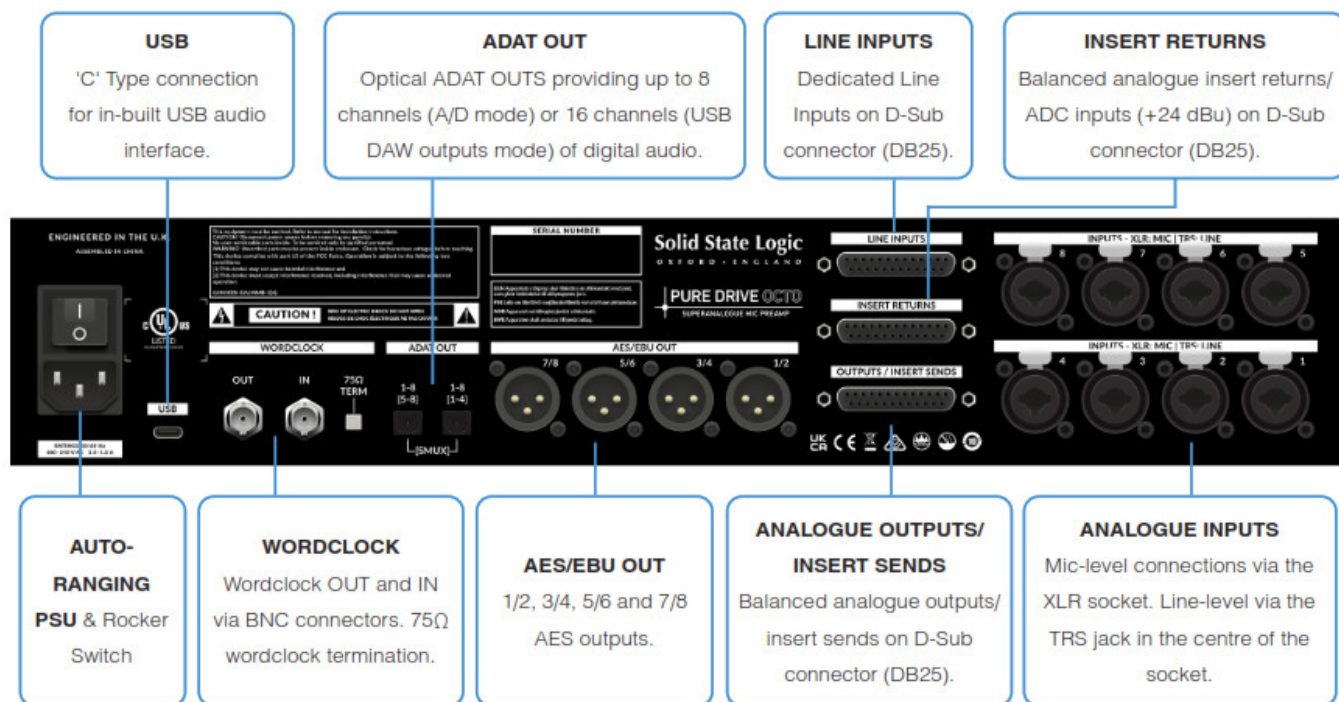 USB
'C' Type connection
for in-built USB audio
interface.
ADAT OUT
Optical ADAT OUTS providing up to 8
channels (A/D mode) or 16 channels (USB
DAW outputs mode) of digital audio.
LINE INPUTS
Dedicated Line
Inputs on D-Sub
connector (DB25).
INSERT RETURNS
Balanced analogue insert returns/
ADC inputs (+24 dBu) on D-Sub
connector (DB25).
ENGINEERED IN THE U.K.
ASSEMBLED IN CHINA
C UL US
LISTED
CAUTION !
SERIAL NUMBER
Solid State Logic
OXFORD · ENGLAND
PURE DRIVE OCTO
SUPERANALOGUE MIC PREAMP
LINE INPUTS
INSERT RETURNS
OUTPUTS / INSERT SENDS
INPUTS - XLR: MIC | TRS: LINE
8 7 6 5
INPUTS - XLR: MIC | TRS: LINE
4 3 2 1
USB
WORDCLOCK
OUT IN 75Ω
TERM
ADAT OUT
1-8 1-8
[5-8] [1-4]
[SMUX]
AES/EBU OUT
7/8 5/6 3/4 1/2
UK
CA CE
AUTO-
RANGING
PSU & Rocker
Switch
WORDCLOCK
Wordclock OUT and IN
via BNC connectors. 75Ω
wordclock termination.
AES/EBU OUT
1/2, 3/4, 5/6 and 7/8
AES outputs.
ANALOGUE OUTPUTS/
INSERT SENDS
Balanced analogue outputs/
insert sends on D-Sub
connector (DB25).
ANALOGUE INPUTS
Mic-level connections via the
XLR socket. Line-level via the
TRS jack in the centre of the
socket.